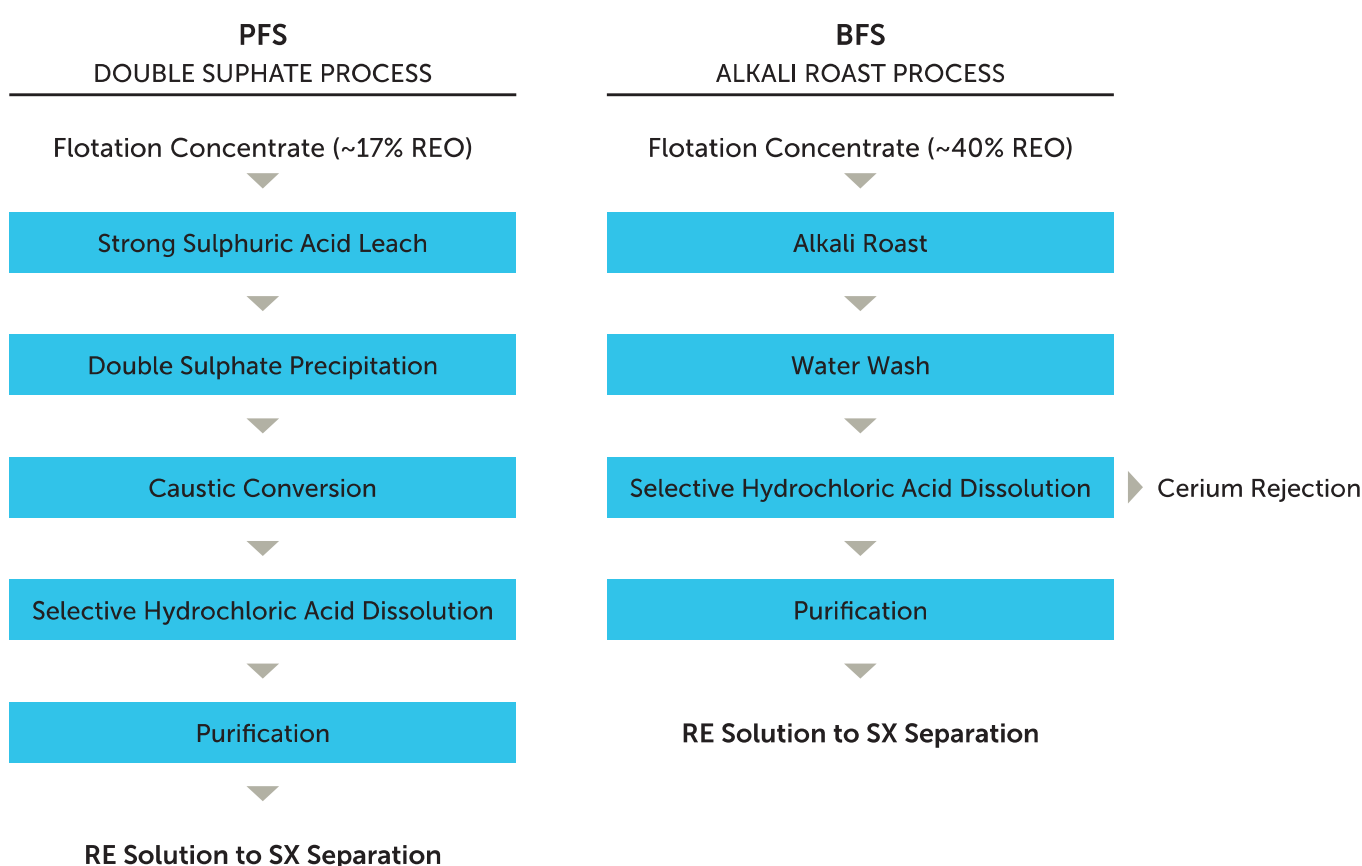 PFS
DOUBLE SUPHATE PROCESS
Flotation Concentrate (~17% REO)
Strong Sulphuric Acid Leach
Double Sulphate Precipitation
Caustic Conversion
Selective Hydrochloric Acid Dissolution
Purification
RE Solution to SX Separation
BFS
ALKALI ROAST PROCESS
Flotation Concentrate (~40% REO)
Alkali Roast
Water Wash
Selective Hydrochloric Acid Dissolution
Cerium Rejection
Purification
RE Solution to SX Separation